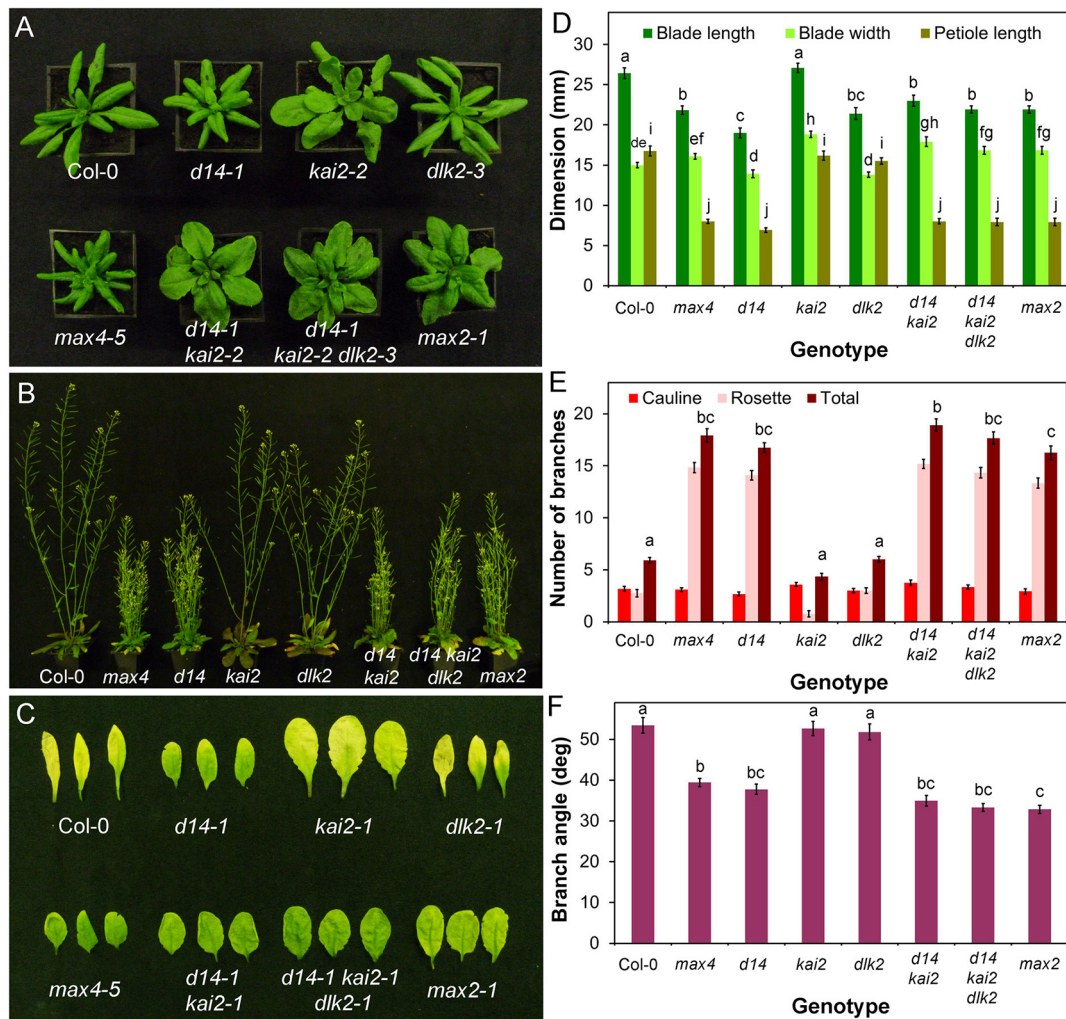 A
Col-0 d14-1 kai2-2 dlk2-3
max4-5 d14-1 kai2-2 d14-1 kai2-2 dlk2-3 max2-1
B
Col-0 max4 d14 kai2 dlk2 d14 kai2 d14 kai2 dlk2 max2
C
Col-0 d14-1 kai2-1 dlk2-1
max4-5 d14-1 kai2-1 d14-1 kai2-1 dlk2-1 max2-1
D
Blade length Blade width Petiole length
Dimension (mm)
30
25
20
15
10
5
0
a de i b ef j c d j a h i bc d i b gh j b fg j b fg j
Col-0 max4 d14 kai2 dlk2 d14 kai2 d14 kai2 dlk2 max2
Genotype
E
Cauline Rosette Total
Number of branches
20
15
10
5
0
a bc bc a a b bc c
Col-0 max4 d14 kai2 dlk2 d14 kai2 d14 kai2 dlk2 max2
Genotype
F
Branch angle (deg)
50
40
30
20
10
0
a b bc a a bc bc c
Col-0 max4 d14 kai2 dlk2 d14 kai2 d14 kai2 dlk2 max2
Genotype